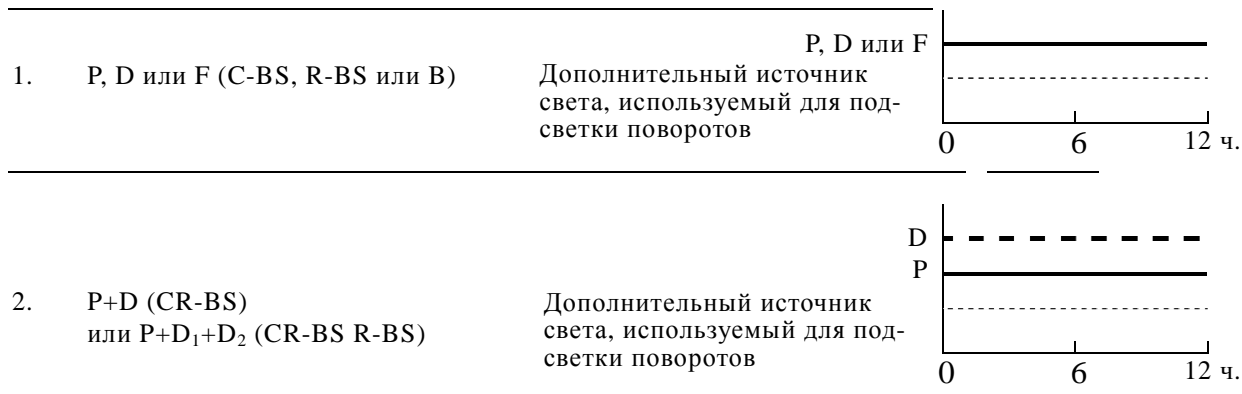 P, D или F
1. P, D или F (C-BS, R-BS или B)
Дополнительный источник
света, используемый для под-
светки поворотов
0 6 12 ч.
D
P
2. P+D (CR-BS)
или P+D₁+D₂ (CR-BS R-BS)
Дополнительный источник
света, используемый для под-
светки поворотов
0 6 12 ч.